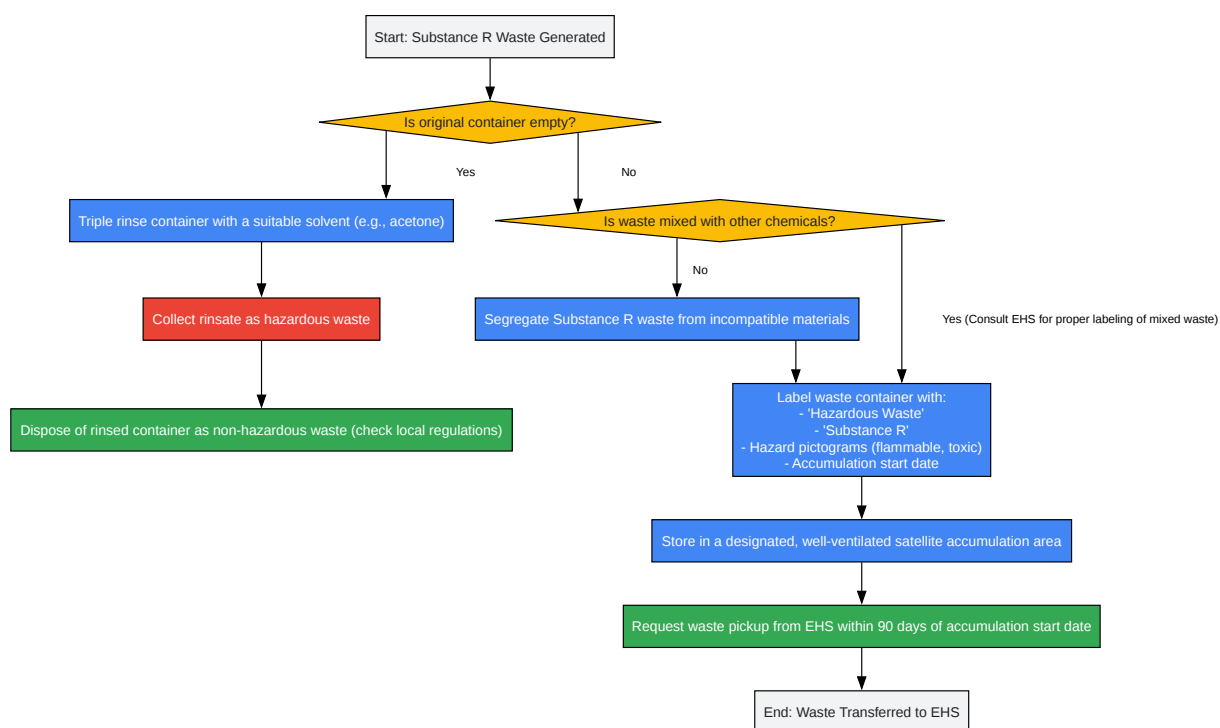 Start: Substance R Waste Generated
Is original container empty?
Yes
No
Triple rinse container with a suitable solvent (e.g., acetone)
Is waste mixed with other chemicals?
No
Collect rinsate as hazardous waste
Segregate Substance R waste from incompatible materials
Yes (Consult EHS for proper labeling of mixed waste)
Dispose of rinsed container as non-hazardous waste (check local regulations)
Label waste container with:
- 'Hazardous Waste'
- 'Substance R'
- Hazard pictograms (flammable, toxic)
- Accumulation start date
Store in a designated, well-ventilated satellite accumulation area
Request waste pickup from EHS within 90 days of accumulation start date
End: Waste Transferred to EHS